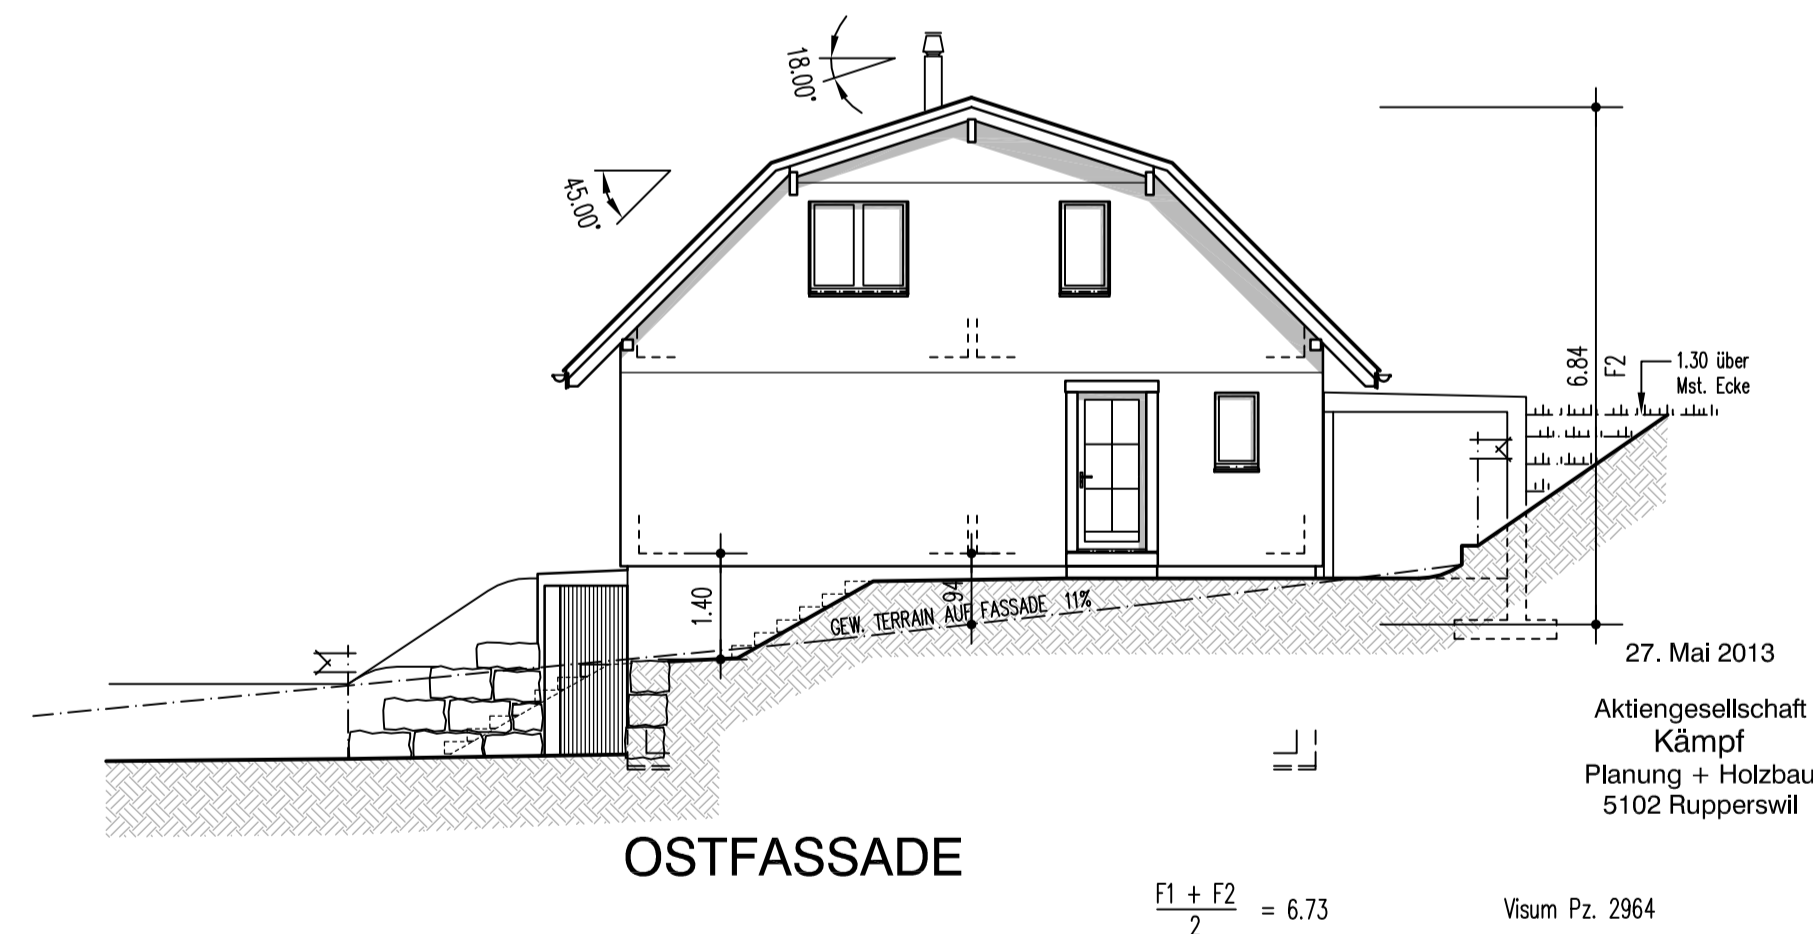 18.00°
45.00°
6.84
F2
1.30 über
Mst. Ecke
1.40
94
GEW. TERRAIN AUF FASSADE 11%
27. Mai 2013
Aktiengesellschaft
Kämpf
Planung + Holzbau
5102 Rupperswil
OSTFASSADE
F1 + F2
2
= 6.73
Visum Pz. 2964